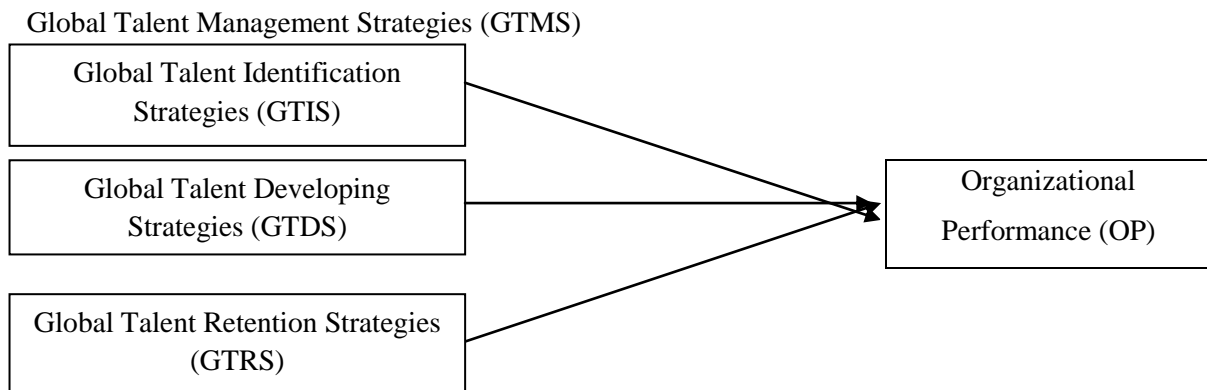 Global Talent Management Strategies (GTMS)
Global Talent Identification
Strategies (GTIS)
Global Talent Developing
Strategies (GTDS)
Organizational
Performance (OP)
Global Talent Retention Strategies
(GTRS)